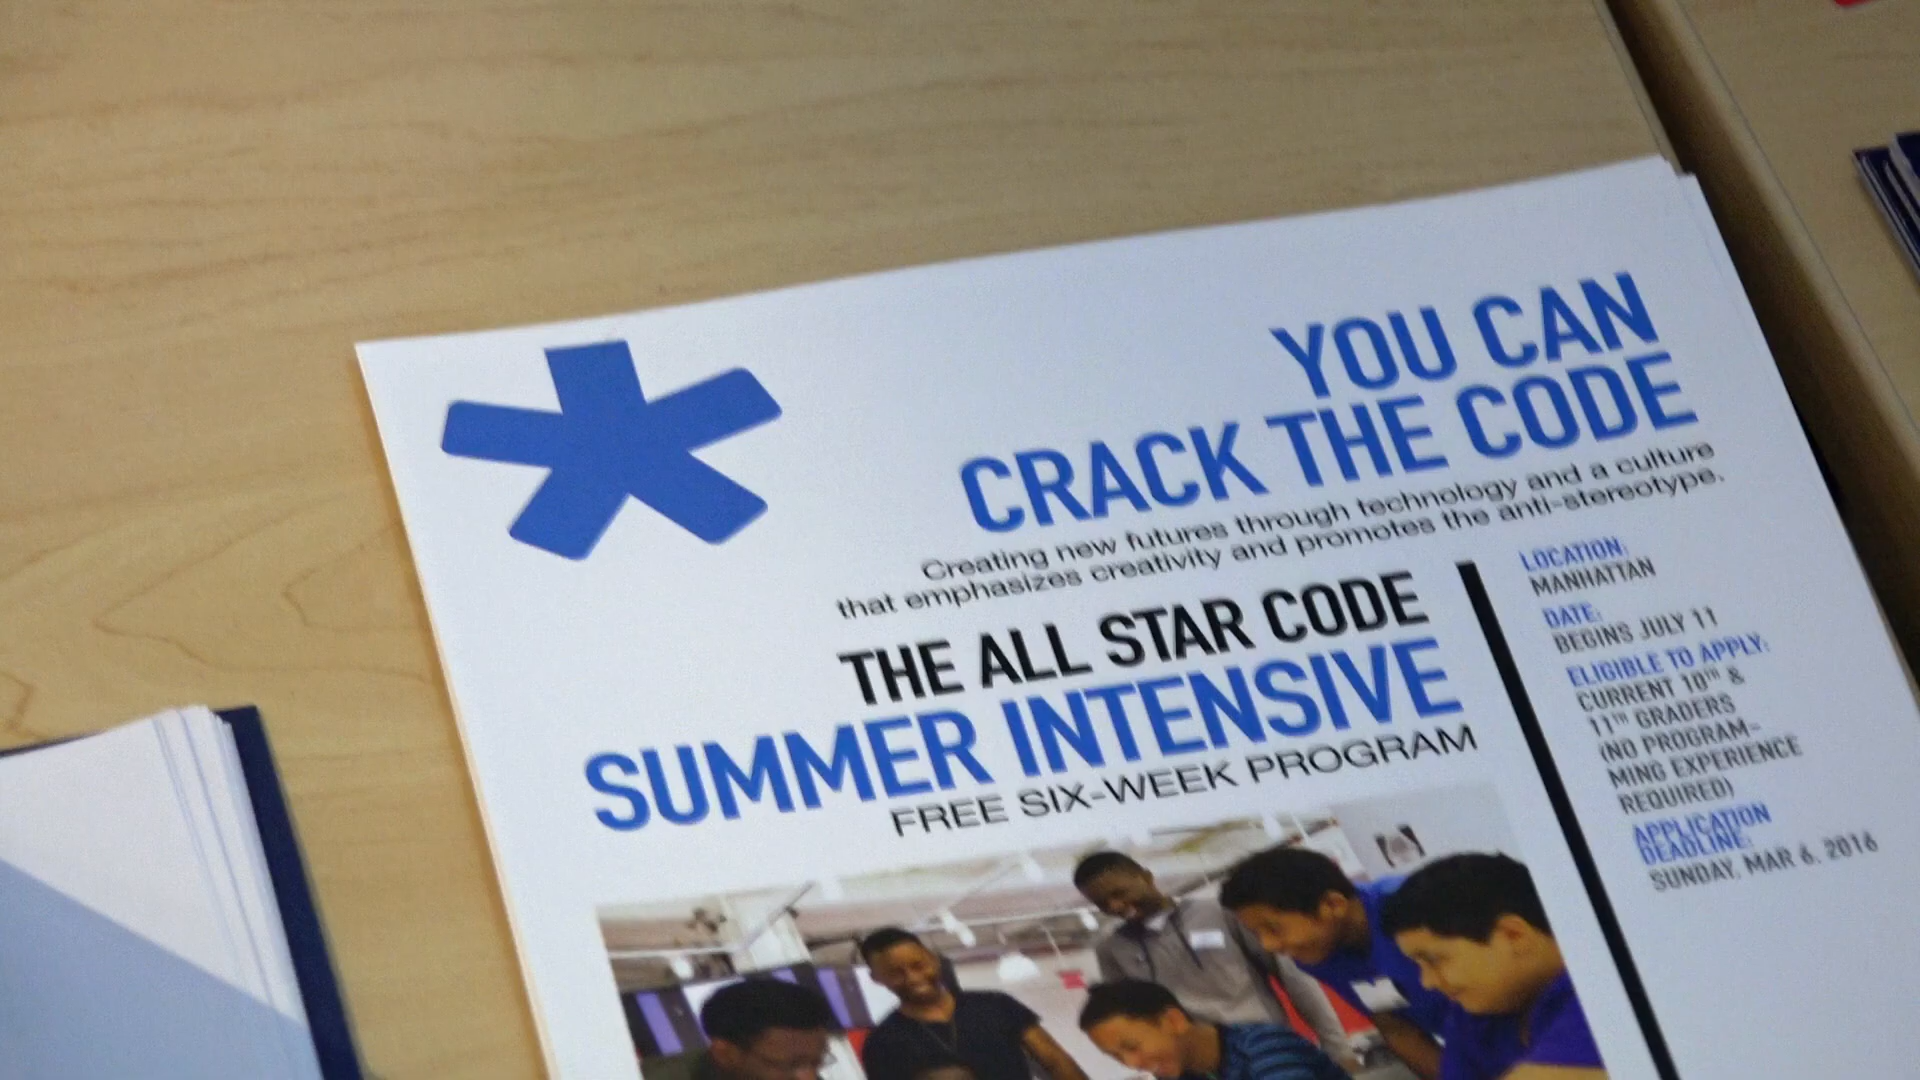 YOU CAN
CRACK THE CODE
Creating new futures through technology and a culture
that emphasizes creativity and promotes the anti-stereotype.
THE ALL STAR CODE
SUMMER INTENSIVE
FREE SIX-WEEK PROGRAM
LOCATION:
MANHATTAN
DATE:
BEGINS JULY 11
ELIGIBLE TO APPLY:
CURRENT 10TH &
11TH GRADERS
(NO PROGRAM-
MING EXPERIENCE
REQUIRED)
APPLICATION
DEADLINE:
SUNDAY, MAR 6, 2016